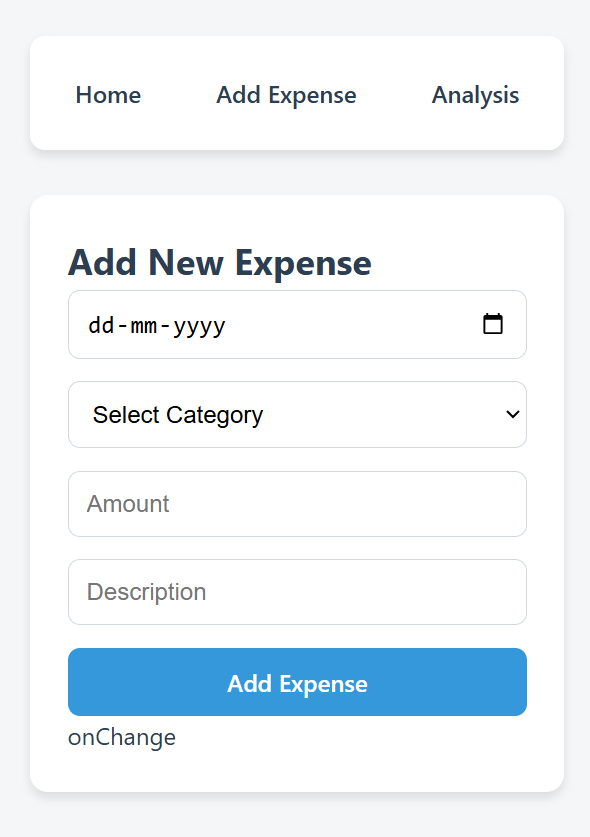 Home Add Expense Analysis
Add New Expense
dd-mm-yyyy
Select Category
Amount
Description
Add Expense
onChange